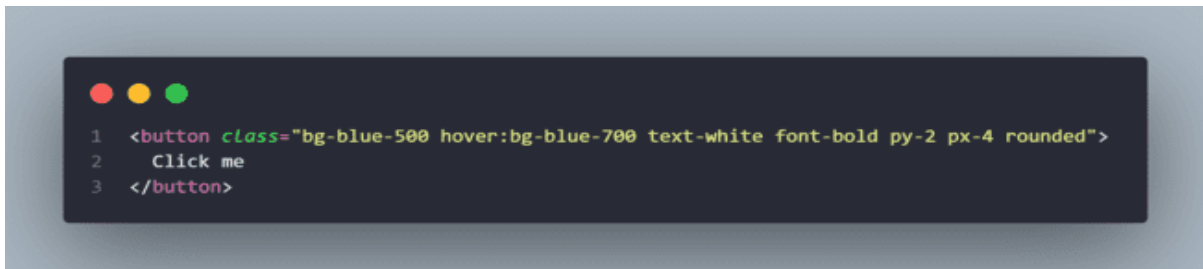 1 <button class="bg-blue-500 hover:bg-blue-700 text-white font-bold py-2 px-4 rounded">
2   Click me
3 </button>